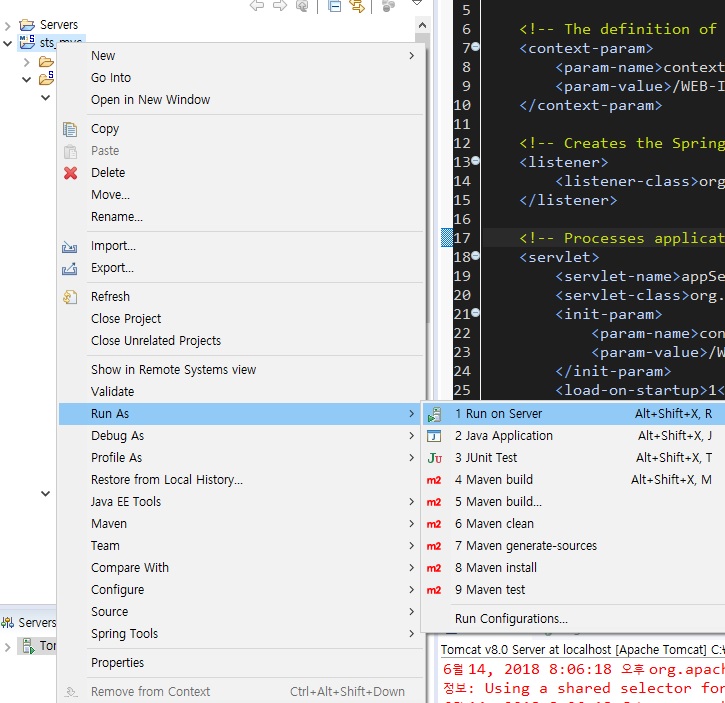 Servers
sts_mvc
New
Go Into
Open in New Window
Copy
Paste
Delete
Move...
Rename...
Import...
Export...
Refresh
Close Project
Close Unrelated Projects
Show in Remote Systems view
Validate
Run As
Debug As
Profile As
Restore from Local History...
Java EE Tools
Maven
Team
Compare With
Configure
Source
Spring Tools
Properties
Remove from Context Ctrl+Alt+Shift+Down
1 Run on Server Alt+Shift+X, R
2 Java Application Alt+Shift+X, J
3 JUnit Test Alt+Shift+X, T
4 Maven build Alt+Shift+X, M
5 Maven build...
6 Maven clean
7 Maven generate-sources
8 Maven install
9 Maven test
Run Configurations...
5
6 <!-- The definition of
7 <context-param>
8 <param-name>context
9 <param-value>/WEB-I
10 </context-param>
11
12 <!-- Creates the Spring
13 <listener>
14 <listener-class>org
15 </listener>
16
17 <!-- Processes applicat
18 <servlet>
19 <servlet-name>appSe
20 <servlet-class>org.
21 <init-param>
22 <param-name>con
23 <param-value>/W
24 </init-param>
25 <load-on-startup>1<
Servers
Tom
Tomcat v8.0 Server at localhost [Apache Tomcat] C:\
6월 14, 2018 8:06:18 오후 org.apach
정보: Using a shared selector for